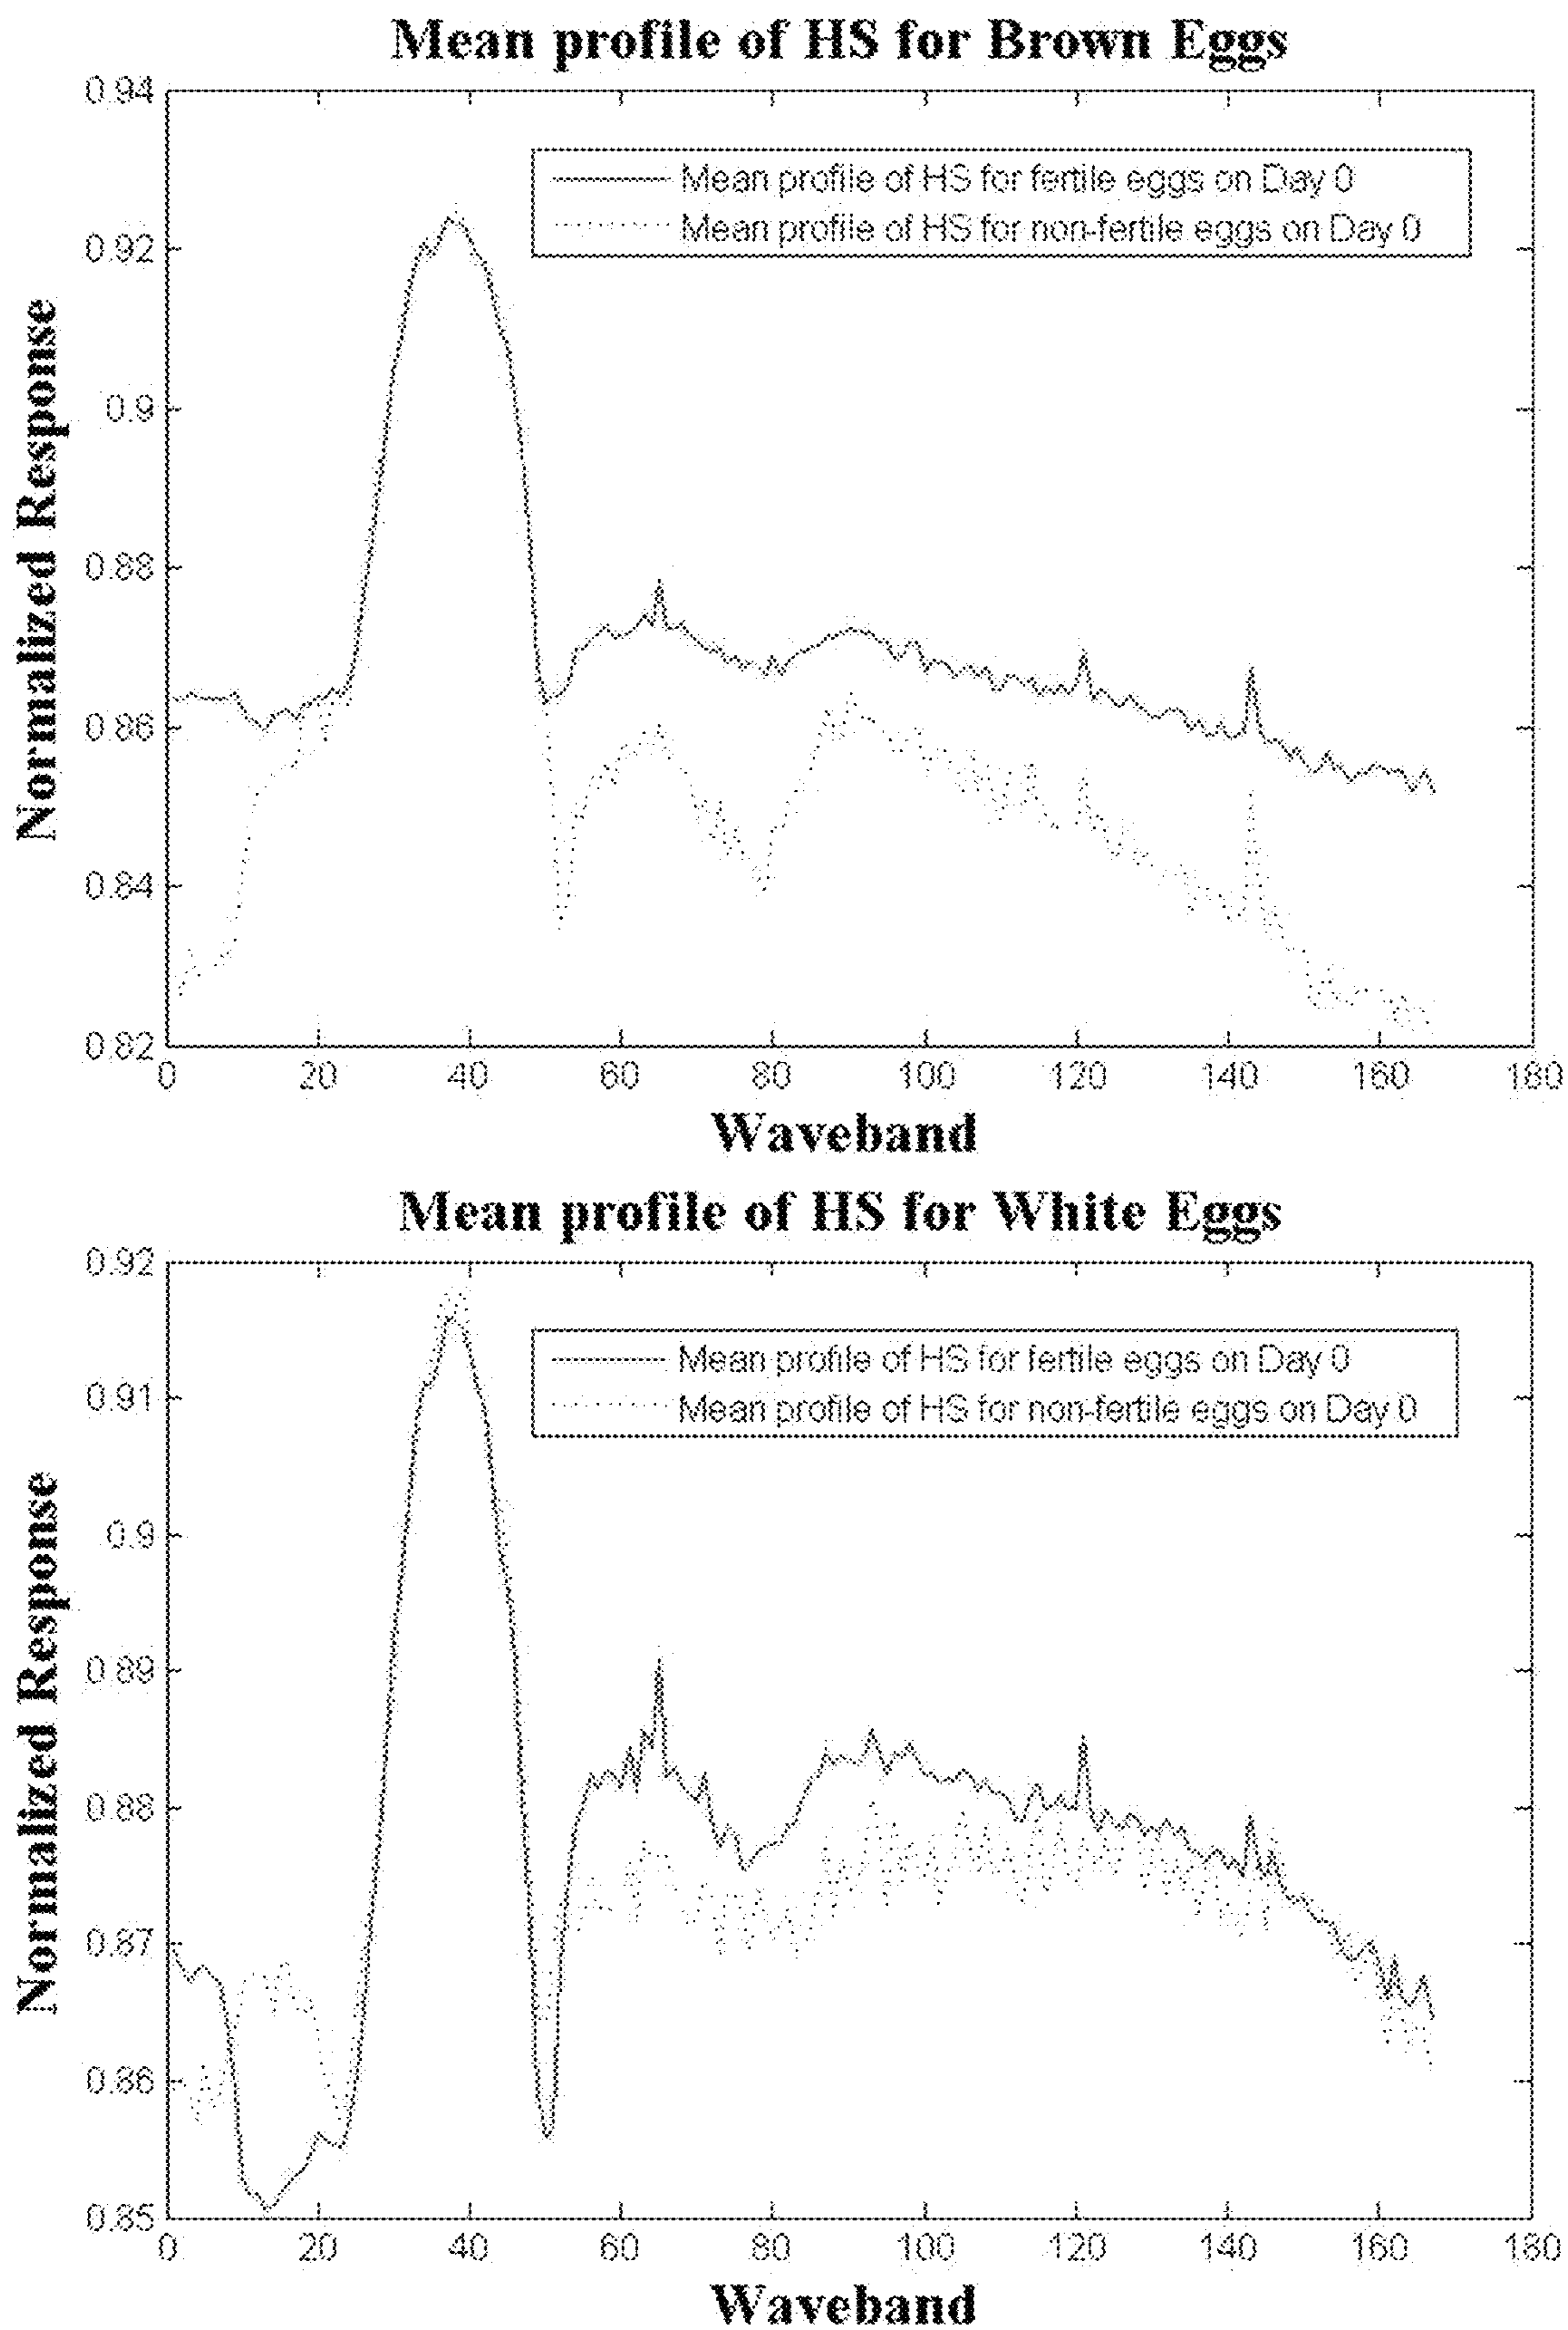 Mean profile of HS for Brown Eggs
0.94
0.92
0.9
0.88
0.86
0.84
0.82
Normalized Response
Mean profile of HS for fertile eggs on Day 0
Mean profile of HS for non-fertile eggs on Day 0
0 20 40 60 80 100 120 140 160 180
Waveband
Mean profile of HS for White Eggs
0.92
0.91
0.9
0.89
0.88
0.87
0.86
0.85
Normalized Response
Mean profile of HS for fertile eggs on Day 0
Mean profile of HS for non-fertile eggs on Day 0
0 20 40 60 80 100 120 140 160 180
Waveband